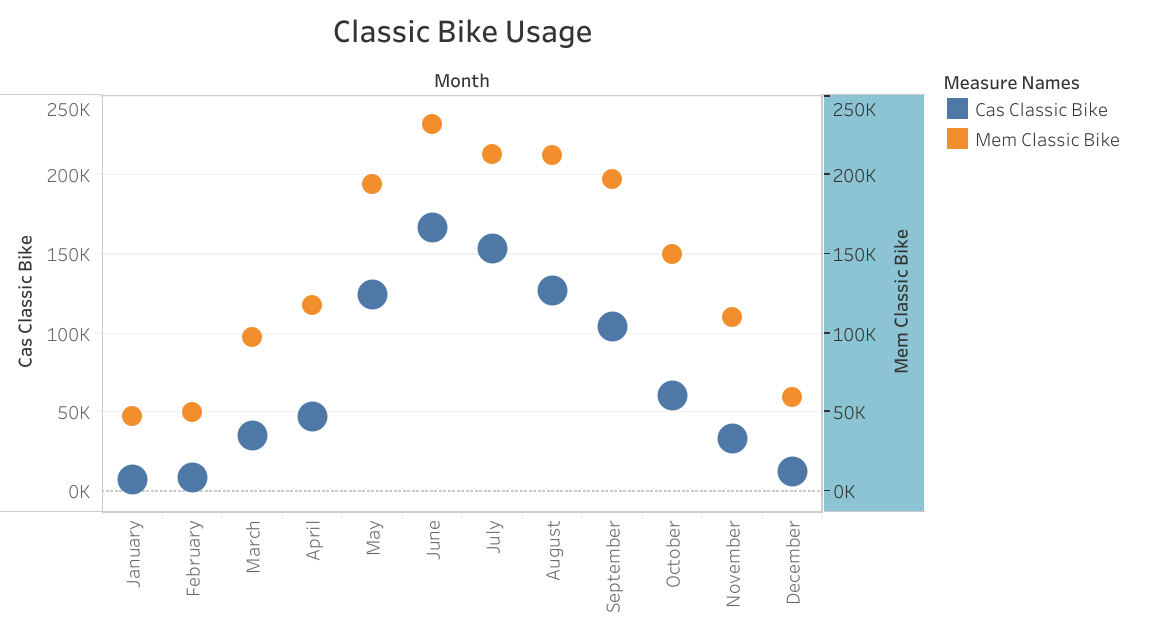 Classic Bike Usage
Month
Measure Names
Cas Classic Bike
Mem Classic Bike
Cas Classic Bike
250K
200K
150K
100K
50K
0K
250K
200K
150K
100K
50K
0K
Mem Classic Bike
January
February
March
April
May
June
July
August
September
October
November
December